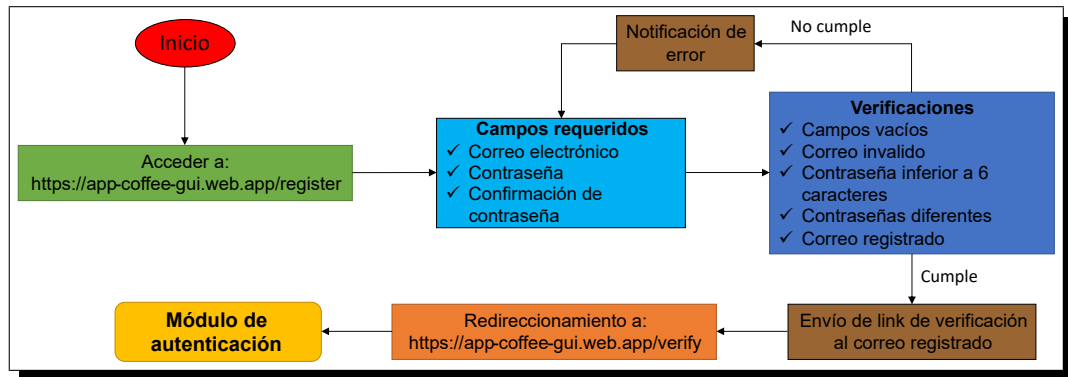 Inicio
Notificación de
error
No cumple
Acceder a:
https://app-coffee-gui.web.app/register
Campos requeridos
✓ Correo electrónico
✓ Contraseña
✓ Confirmación de
contraseña
Verificaciones
✓ Campos vacíos
✓ Correo invalido
✓ Contraseña inferior a 6
caracteres
✓ Contraseñas diferentes
✓ Correo registrado
Cumple
Envío de link de verificación
al correo registrado
Redireccionamiento a:
https://app-coffee-gui.web.app/verify
Módulo de
autenticación